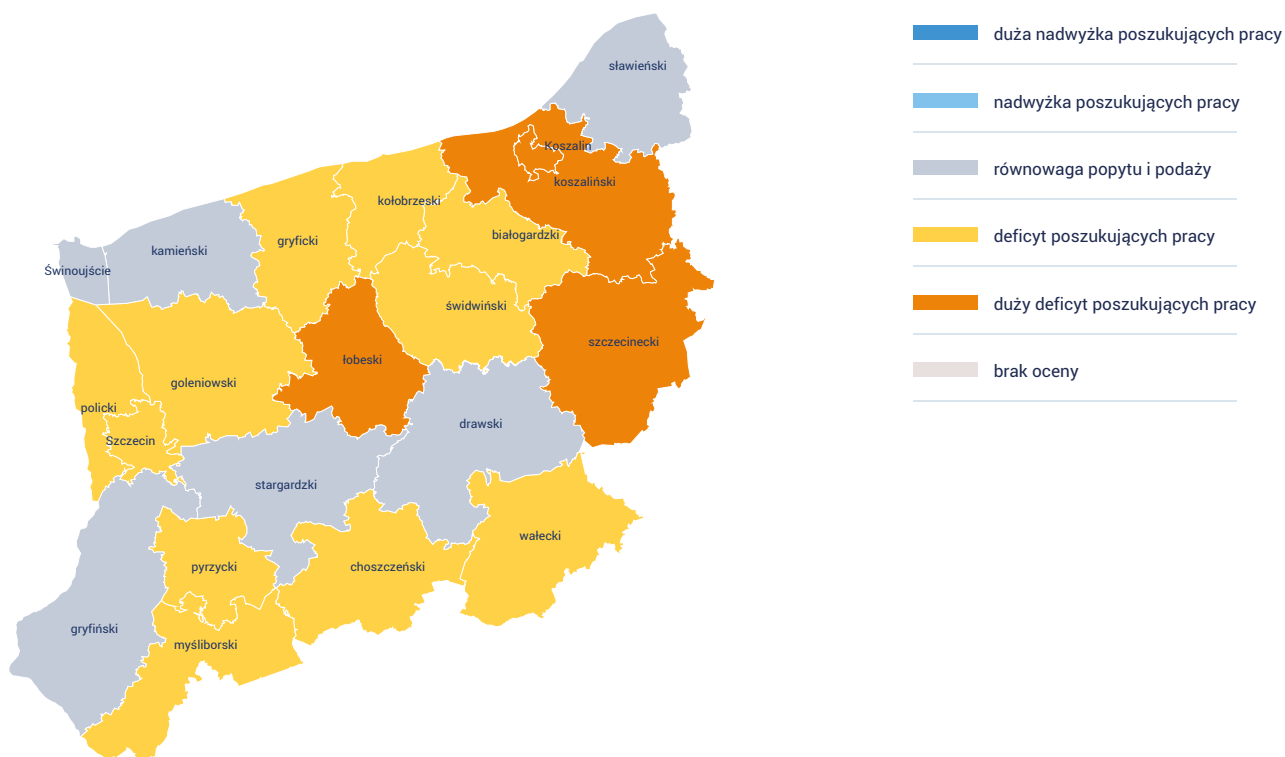 sławieński
Koszalin
koszaliński
kołobrzeski
białogardzki
gryficki
kamieński
Świnoujście
świdwiński
szczecinecki
łobeski
goleniowski
policki
Szczecin
drawski
stargardzki
wałecki
choszczeński
pyrzycki
gryfiński
myśliborski
duża nadwyżka poszukujących pracy
nadwyżka poszukujących pracy
równowaga popytu i podaży
deficyt poszukujących pracy
duży deficyt poszukujących pracy
brak oceny